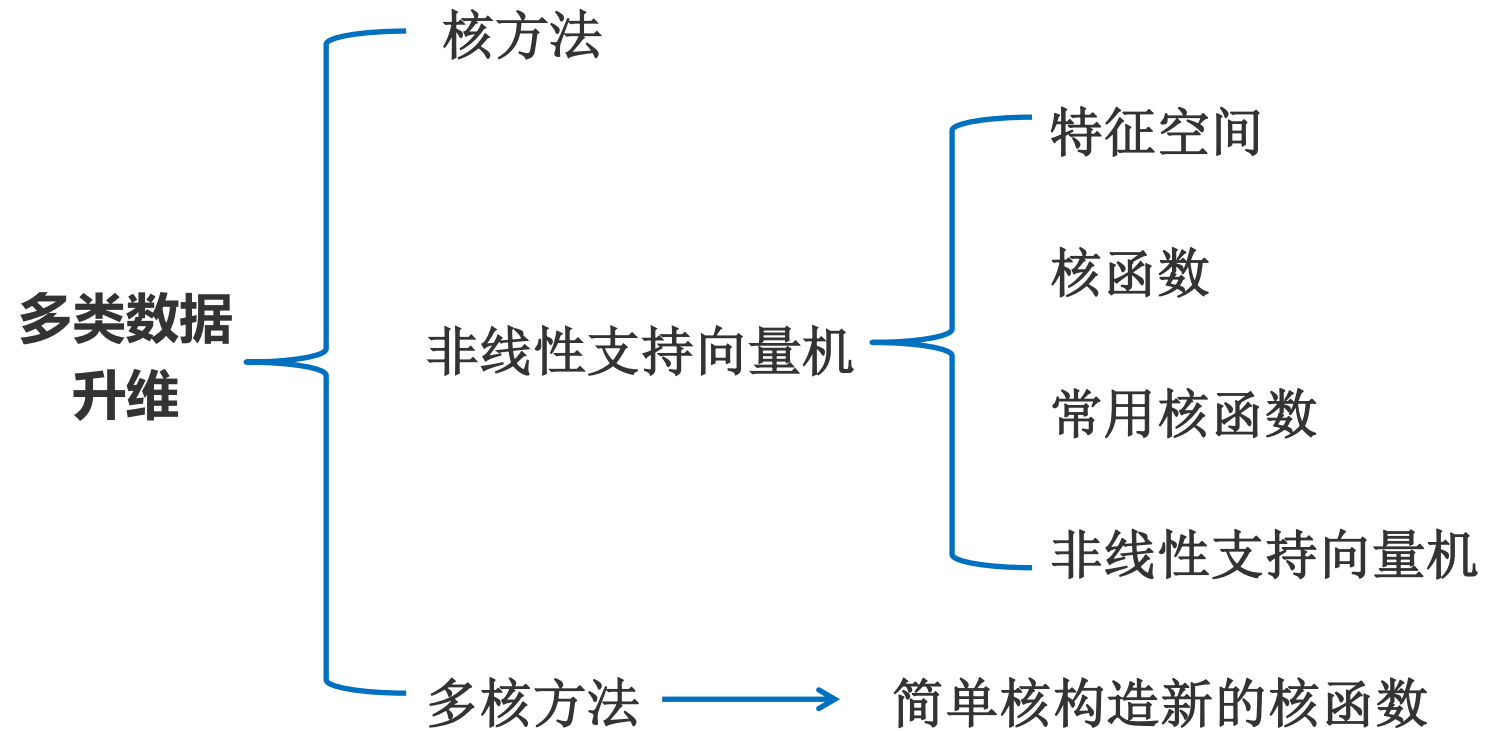 核方法
特征空间
核函数
多类数据
升维
非线性支持向量机
常用核函数
非线性支持向量机
多核方法
简单核构造新的核函数